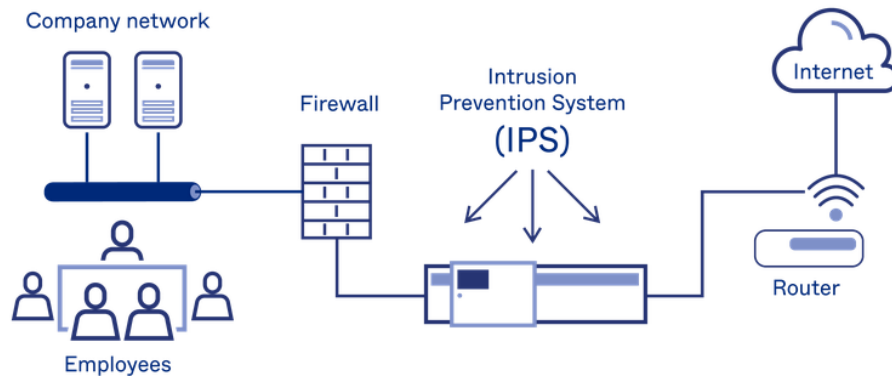 Company network
Firewall
Intrusion
Prevention System
(IPS)
Internet
Router
Employees